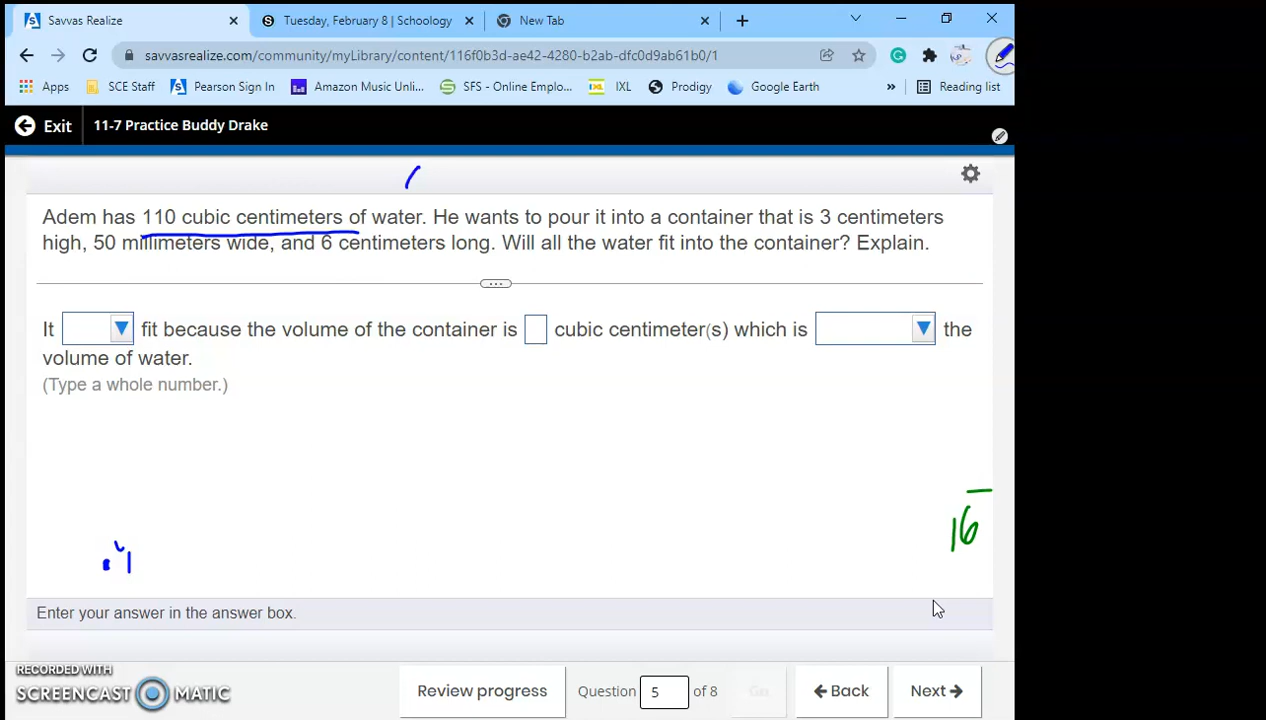 Savvas Realize
Tuesday, February 8 | Schoology
New Tab
savvasrealize.com/community/myLibrary/content/116f0b3d-ae42-4280-b2ab-dfc0d9ab61b0/1
Apps
SCE Staff
Pearson Sign In
Amazon Music Unli...
SFS - Online Emplo...
IXL
Prodigy
Google Earth
»
Reading list
Exit
11-7 Practice Buddy Drake
Adem has 110 cubic centimeters of water. He wants to pour it into a container that is 3 centimeters
high, 50 millimeters wide, and 6 centimeters long. Will all the water fit into the container? Explain.
It fit because the volume of the container is cubic centimeter(s) which is the
volume of water.
(Type a whole number.)
16
Enter your answer in the answer box.
RECORDED WITH
SCREENCAST MATIC
Review progress
Question 5 of 8
Go
Back
Next